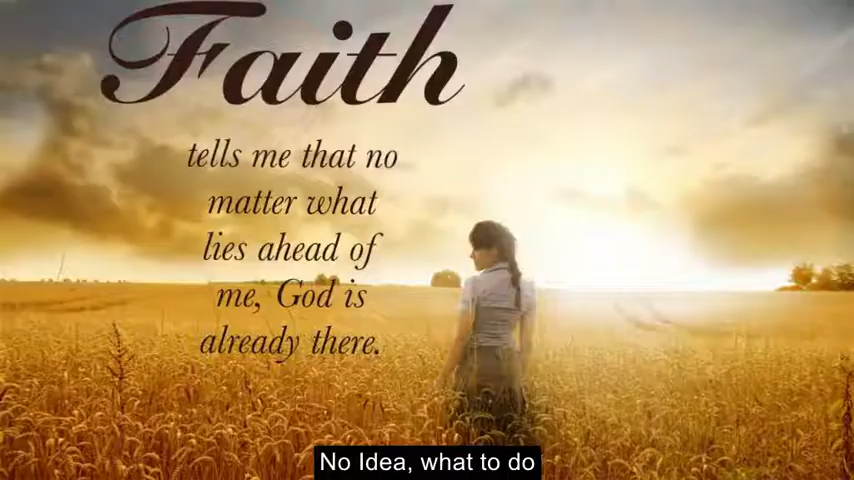 Faith
tells me that no
matter what
lies ahead of
me, God is
already there.
No Idea, what to do